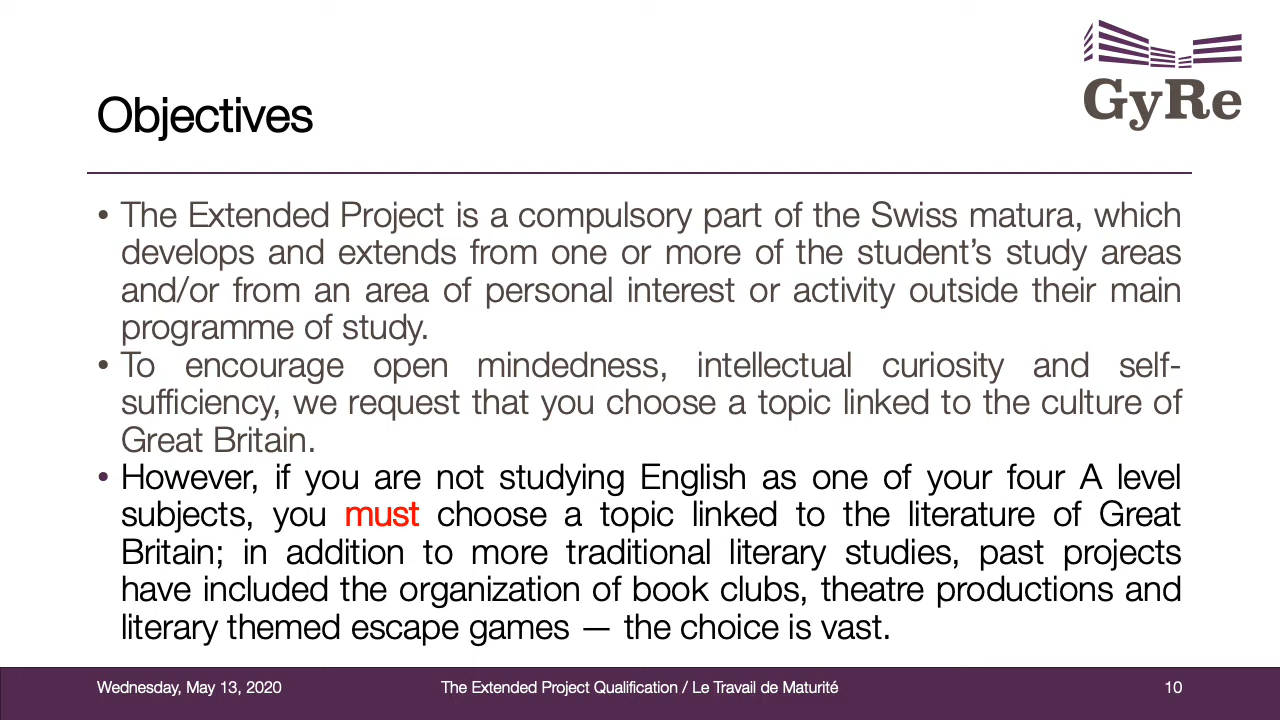 GyRe
Objectives
• The Extended Project is a compulsory part of the Swiss matura, which
develops and extends from one or more of the student’s study areas
and/or from an area of personal interest or activity outside their main
programme of study.
• To encourage open mindedness, intellectual curiosity and self-
sufficiency, we request that you choose a topic linked to the culture of
Great Britain.
• However, if you are not studying English as one of your four A level
subjects, you must choose a topic linked to the literature of Great
Britain; in addition to more traditional literary studies, past projects
have included the organization of book clubs, theatre productions and
literary themed escape games — the choice is vast.
Wednesday, May 13, 2020
The Extended Project Qualification / Le Travail de Maturité
10